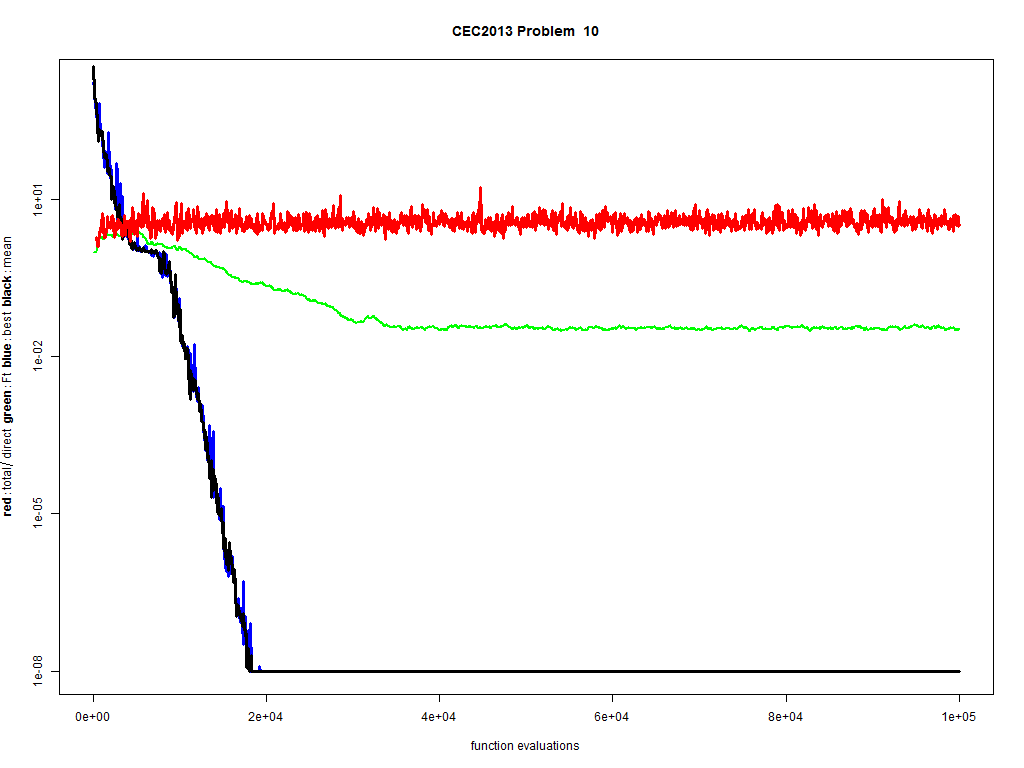 CEC2013 Problem  10
red : total/ direct green : Ft blue : best black : mean
1e+01
1e-02
1e-05
1e-08
0e+00 2e+04 4e+04 6e+04 8e+04 1e+05
function evaluations